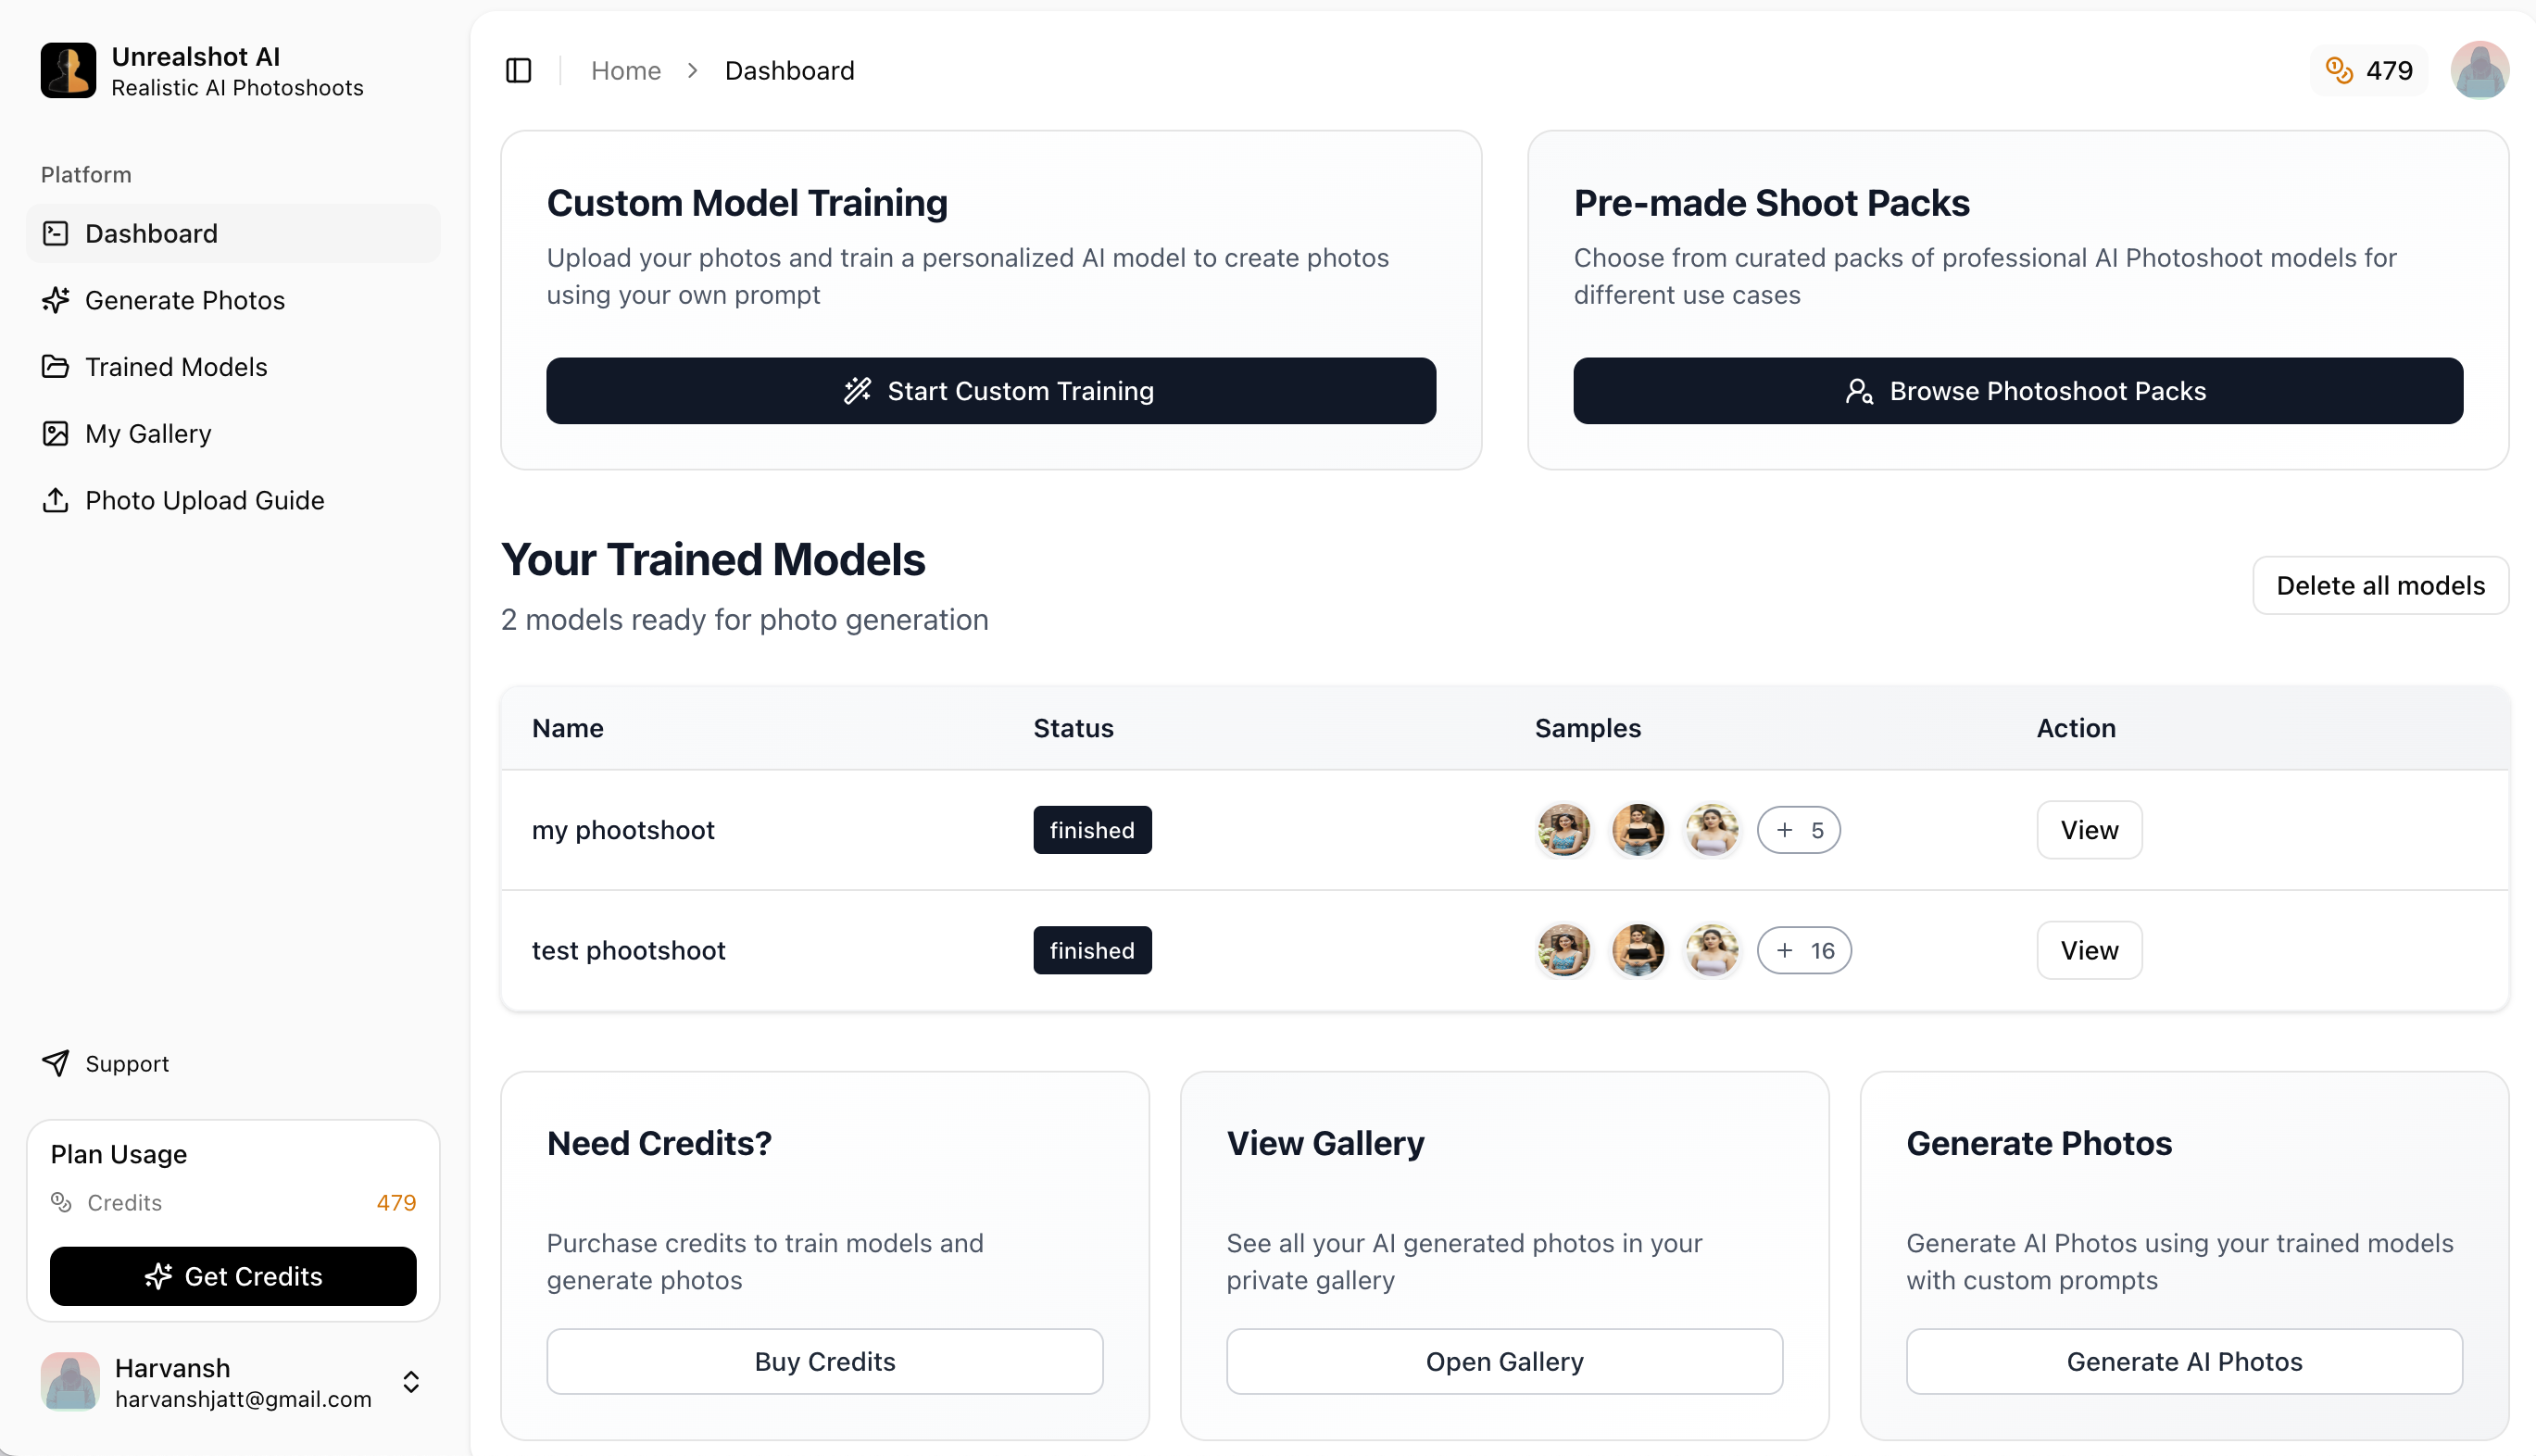 Unrealshot AI
Realistic AI Photoshoots
Platform
Dashboard
Generate Photos
Trained Models
My Gallery
Photo Upload Guide
Support
Plan Usage
Credits 479
Get Credits
Harvansh
harvanshjatt@gmail.com
Home > Dashboard
479
Custom Model Training
Upload your photos and train a personalized AI model to create photos
using your own prompt
Start Custom Training
Pre-made Shoot Packs
Choose from curated packs of professional AI Photoshoot models for
different use cases
Browse Photoshoot Packs
Your Trained Models
2 models ready for photo generation
Delete all models
Name Status Samples Action
my phootshoot finished + 5 View
test phootshoot finished + 16 View
Need Credits?
Purchase credits to train models and
generate photos
Buy Credits
View Gallery
See all your AI generated photos in your
private gallery
Open Gallery
Generate Photos
Generate AI Photos using your trained models
with custom prompts
Generate AI Photos